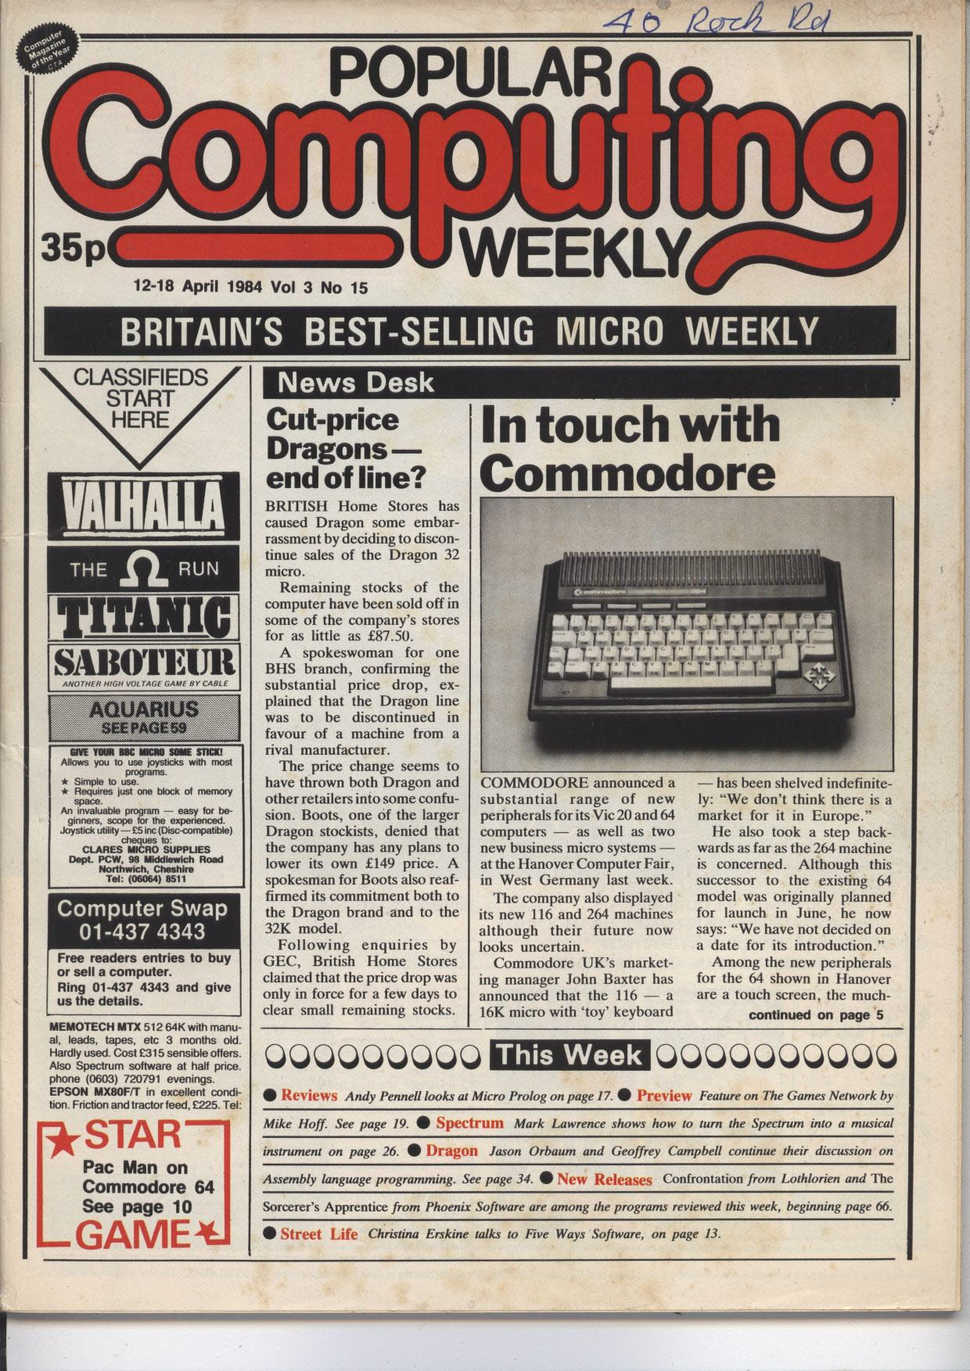 40 Rock Rd
Computer
Magazine
of the Year
CTA
POPULAR
Computing
WEEKLY
35p
12-18 April 1984 Vol 3 No 15
BRITAIN'S BEST-SELLING MICRO WEEKLY
CLASSIFIEDS
START
HERE
VALHALLA
THE Ω RUN
TITANIC
SABOTEUR
ANOTHER HIGH VOLTAGE GAME BY CABLE
AQUARIUS
SEE PAGE 59
GIVE YOUR BBC MICRO SOME STICK!
Allows you to use joysticks with most
programs.
★ Simple to use.
★ Requires just one block of memory
space.
An invaluable program — easy for be-
ginners, scope for the experienced.
Joystick utility — £5 inc (Disc-compatible)
cheques to:
CLARES MICRO SUPPLIES
Dept. PCW, 98 Middlewich Road
Northwich, Cheshire
Tel: (06064) 8511
Computer Swap
01-437 4343
Free readers entries to buy
or sell a computer.
Ring 01-437 4343 and give
us the details.
MEMOTECH MTX 512 64K with manu-
al, leads, tapes, etc 3 months old.
Hardly used. Cost £315 sensible offers.
Also Spectrum software at half price.
phone (0603) 720791 evenings.
EPSON MX80F/T in excellent condi-
tion. Friction and tractor feed, £225. Tel:
STAR
Pac Man on
Commodore 64
See page 10
GAME
News Desk
Cut-price
Dragons —
end of line?
BRITISH Home Stores has
caused Dragon some embar-
rassment by deciding to discon-
tinue sales of the Dragon 32
micro.
Remaining stocks of the
computer have been sold off in
some of the company's stores
for as little as £87.50.
A spokeswoman for one
BHS branch, confirming the
substantial price drop, ex-
plained that the Dragon line
was to be discontinued in
favour of a machine from a
rival manufacturer.
The price change seems to
have thrown both Dragon and
other retailers into some confu-
sion. Boots, one of the larger
Dragon stockists, denied that
the company has any plans to
lower its own £149 price. A
spokesman for Boots also reaf-
firmed its commitment both to
the Dragon brand and to the
32K model.
Following enquiries by
GEC, British Home Stores
claimed that the price drop was
only in force for a few days to
clear small remaining stocks.
In touch with
Commodore
commodore
COMMODORE announced a
substantial range of new
peripherals for its Vic 20 and 64
computers — as well as two
new business micro systems —
at the Hanover Computer Fair,
in West Germany last week.
The company also displayed
its new 116 and 264 machines
although their future now
looks uncertain.
Commodore UK's market-
ing manager John Baxter has
announced that the 116 — a
16K micro with 'toy' keyboard
— has been shelved indefinite-
ly: "We don't think there is a
market for it in Europe."
He also took a step back-
wards as far as the 264 machine
is concerned. Although this
successor to the existing 64
model was originally planned
for launch in June, he now
says: "We have not decided on
a date for its introduction."
Among the new peripherals
for the 64 shown in Hanover
are a touch screen, the much-
continued on page 5
This Week
● Reviews Andy Pennell looks at Micro Prolog on page 17. ● Preview Feature on The Games Network by
Mike Hoff. See page 19. ● Spectrum Mark Lawrence shows how to turn the Spectrum into a musical
instrument on page 26. ● Dragon Jason Orbaum and Geoffrey Campbell continue their discussion on
Assembly language programming. See page 34. ● New Releases Confrontation from Lothlorien and The
Sorcerer's Apprentice from Phoenix Software are among the programs reviewed this week, beginning page 66.
● Street Life Christina Erskine talks to Five Ways Software, on page 13.